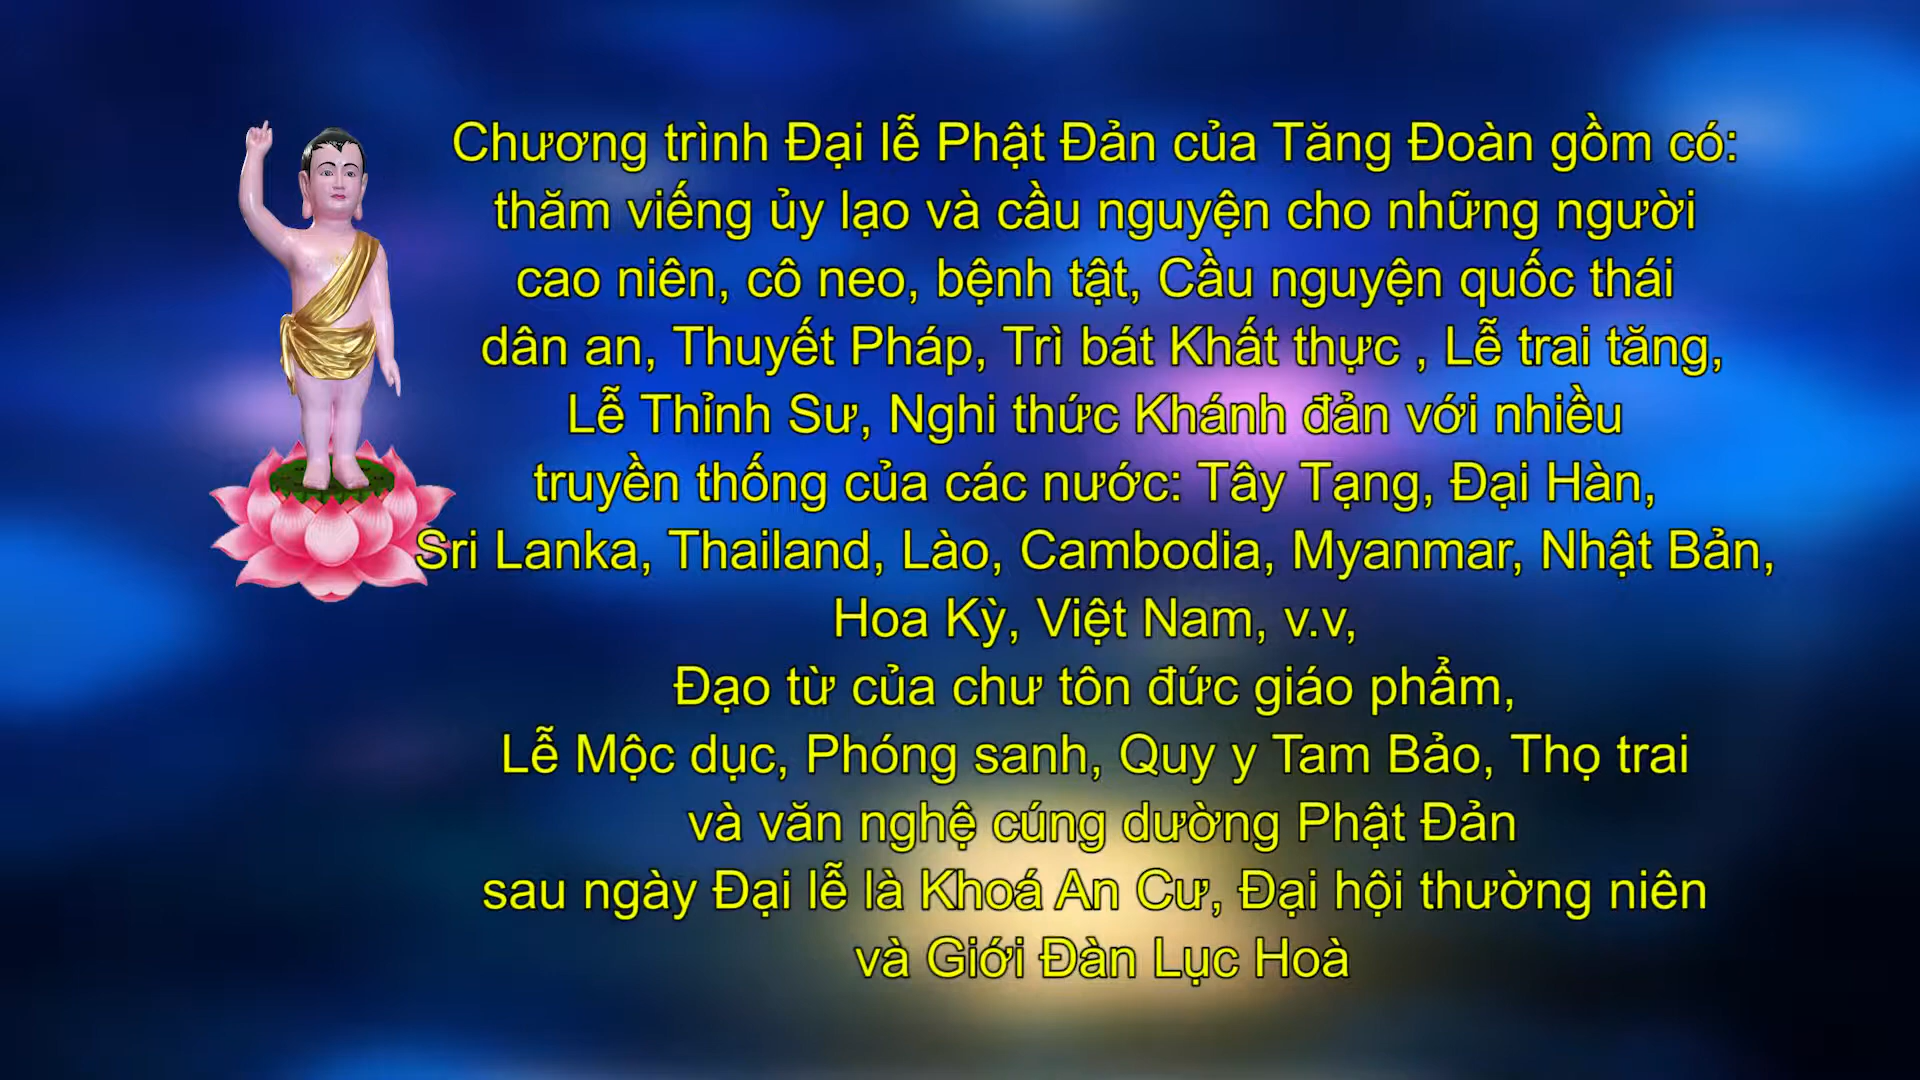 Chương trình Đại lễ Phật Đản của Tăng Đoàn gồm có:
thăm viếng ủy lạo và cầu nguyện cho những người
cao niên, cô neo, bệnh tật, Cầu nguyện quốc thái
dân an, Thuyết Pháp, Trì bát Khất thực , Lễ trai tăng,
Lễ Thỉnh Sư, Nghi thức Khánh đản với nhiều
truyền thống của các nước: Tây Tạng, Đại Hàn,
Sri Lanka, Thailand, Lào, Cambodia, Myanmar, Nhật Bản,
Hoa Kỳ, Việt Nam, v.v,
Đạo từ của chư tôn đức giáo phẩm,
Lễ Mộc dục, Phóng sanh, Quy y Tam Bảo, Thọ trai
và văn nghệ cúng dường Phật Đản
sau ngày Đại lễ là Khoá An Cư, Đại hội thường niên
và Giới Đàn Lục Hoà